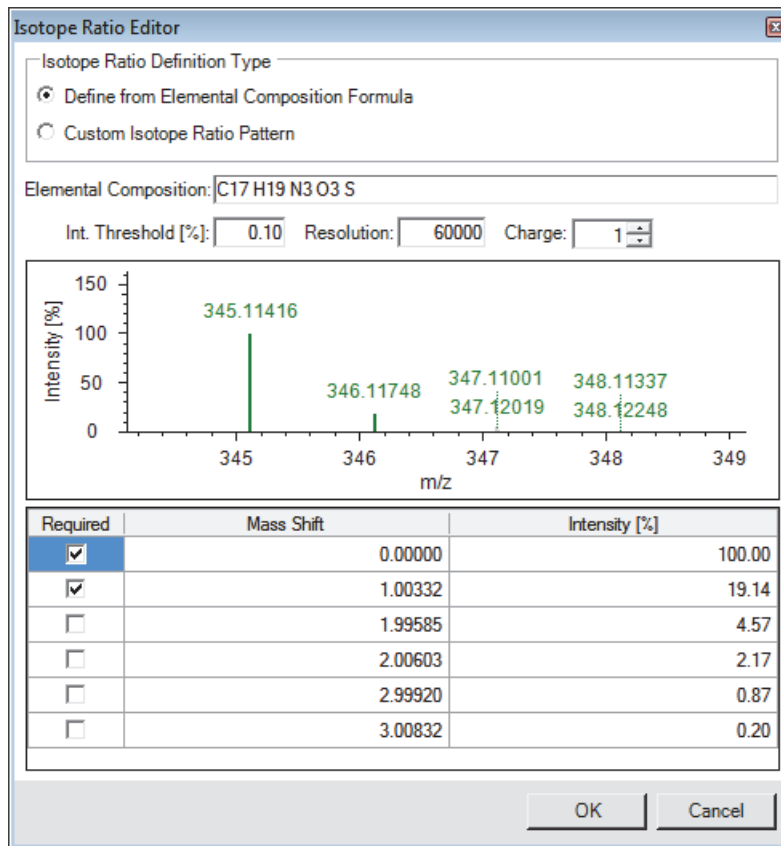 Isotope Ratio Editor
Isotope Ratio Definition Type
Define from Elemental Composition Formula
Custom Isotope Ratio Pattern
Elemental Composition: C17 H19 N3 O3 S
Int. Threshold [%]: 0.10 Resolution: 60000 Charge: 1
Intensity [%]
150
100
50
0
345.11416
346.11748
347.11001
347.12019
348.11337
348.12248
345 346 347 348 349
m/z
Required Mass Shift Intensity [%]
0.00000 100.00
1.00332 19.14
1.99585 4.57
2.00603 2.17
2.99920 0.87
3.00832 0.20
OK Cancel